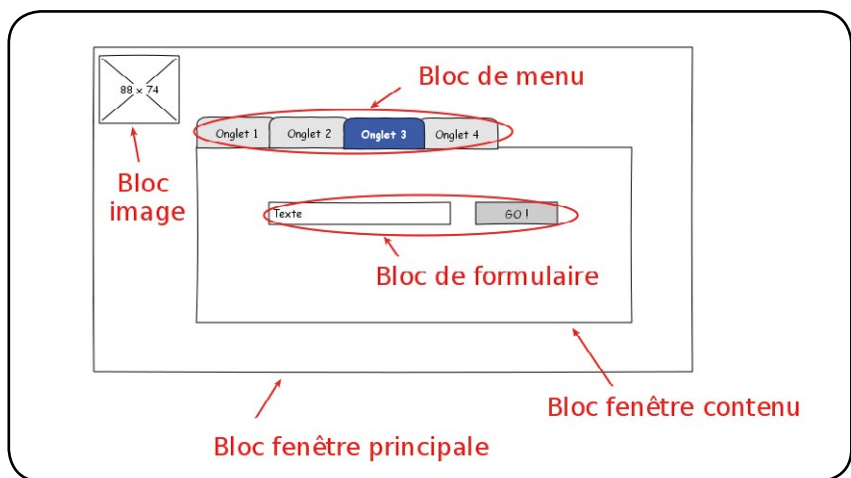 Bloc de menu
88 x 74
Onglet 1 Onglet 2 Onglet 3 Onglet 4
Bloc
image
Texte GO !
Bloc de formulaire
Bloc fenêtre contenu
Bloc fenêtre principale